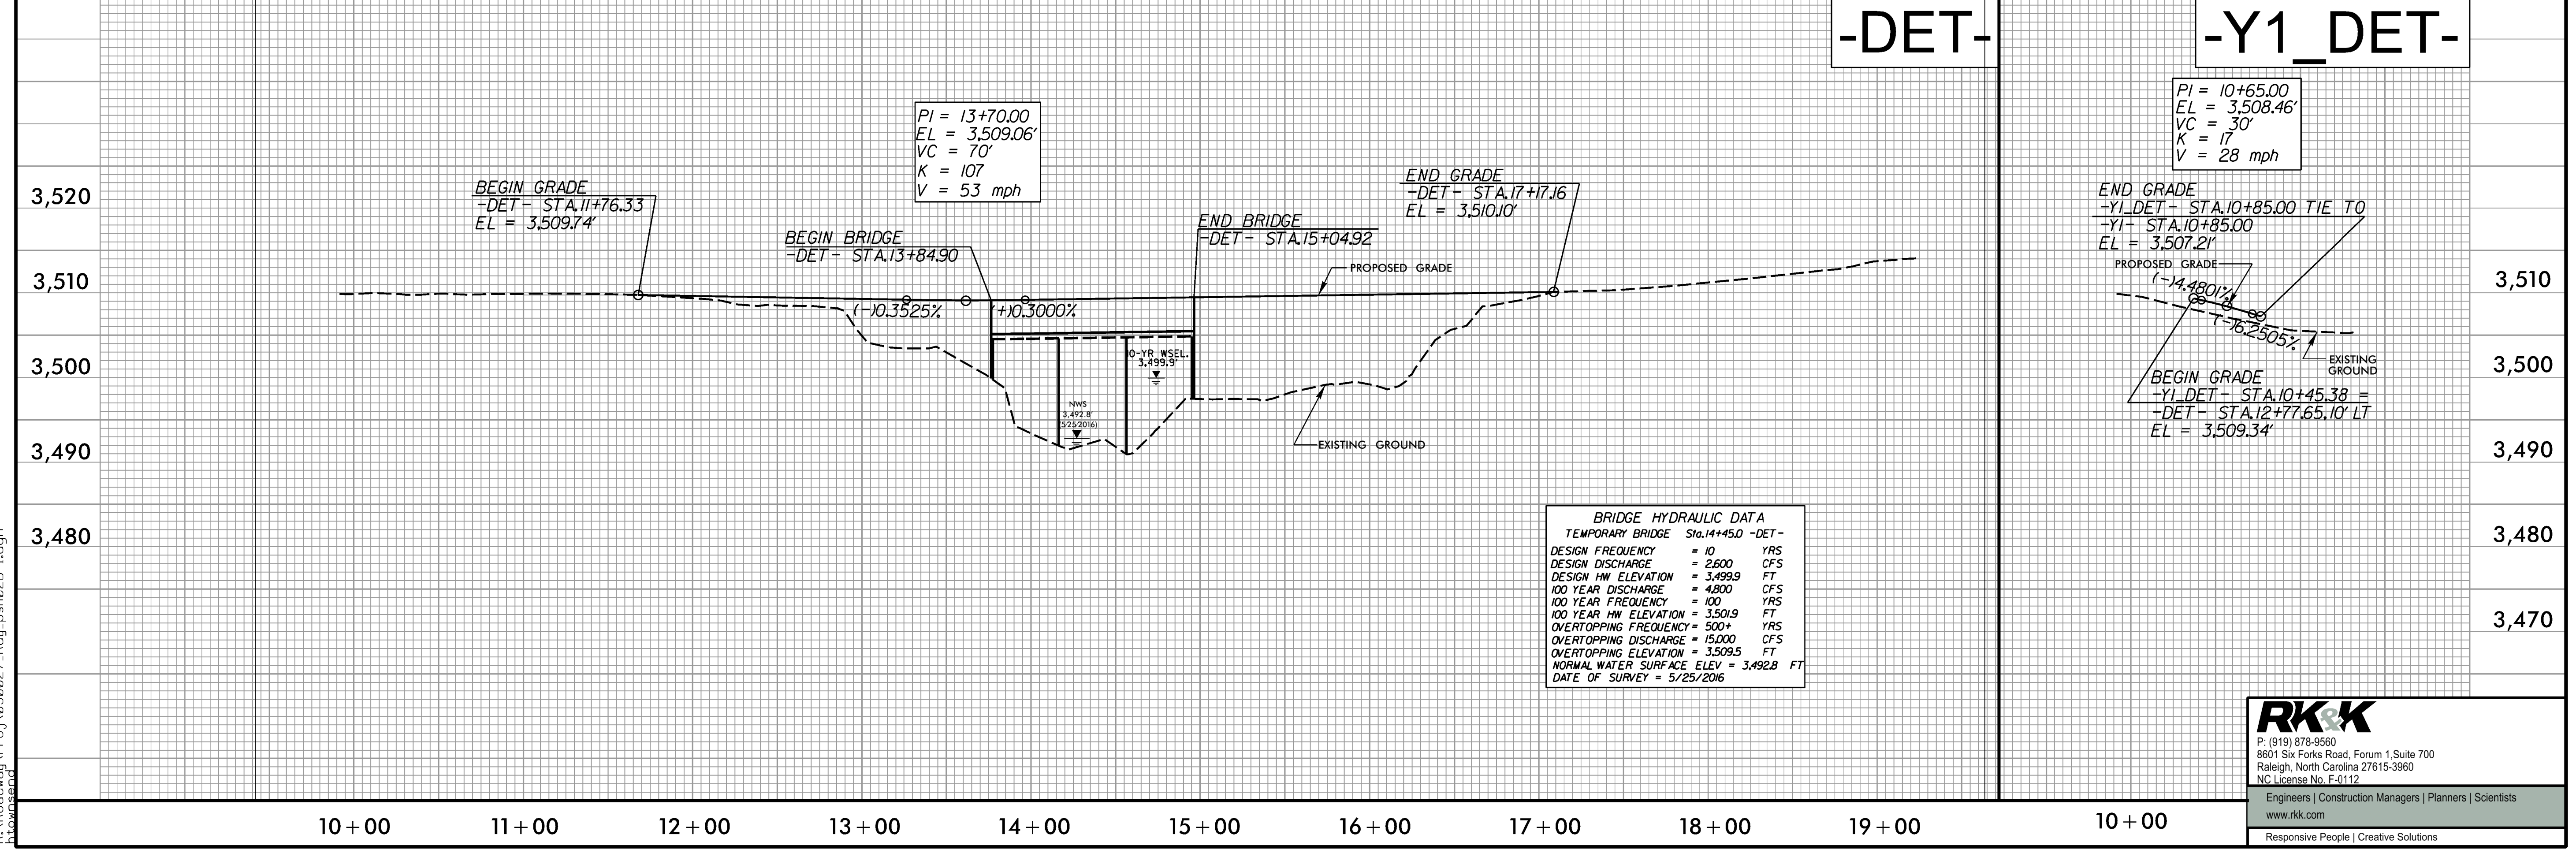 -DET-
-Y1_DET-
PI = 13+70.00
EL = 3,509.06'
VC = 70'
K = 107
V = 53 mph
PI = 10+65.00
EL = 3,508.46'
VC = 30'
K = 17
V = 28 mph
BEGIN GRADE
-DET- STA.11+76.33
EL = 3,509.74'
BEGIN BRIDGE
-DET- STA.13+84.90
END BRIDGE
-DET- STA.15+04.92
END GRADE
-DET- STA.17+17.16
EL = 3,510.10'
PROPOSED GRADE
(-)0.3525%
(+)0.3000%
10-YR WSEL.
3,499.9'
NWS
3,492.8'
(5252016)
EXISTING GROUND
END GRADE
-Y1_DET- STA.10+85.00 TIE TO
-Y1- STA.10+85.00
EL = 3,507.21'
PROPOSED GRADE
(-)4.4801%
(-)6.2505%
EXISTING
GROUND
BEGIN GRADE
-Y1_DET- STA.10+45.38 =
-DET- STA.12+77.65,10' LT
EL = 3,509.34'
3,520
3,510
3,500
3,490
3,480
3,510
3,500
3,490
3,480
3,470
BRIDGE HYDRAULIC DATA
TEMPORARY BRIDGE Sta.14+45.0 -DET-
DESIGN FREQUENCY = 10 YRS
DESIGN DISCHARGE = 2,600 CFS
DESIGN HW ELEVATION = 3,499.9 FT
100 YEAR DISCHARGE = 4,800 CFS
100 YEAR FREQUENCY = 100 YRS
100 YEAR HW ELEVATION = 3,501.9 FT
OVERTOPPING FREQUENCY = 500+ YRS
OVERTOPPING DISCHARGE = 15,000 CFS
OVERTOPPING ELEVATION = 3,509.5 FT
NORMAL WATER SURFACE ELEV = 3,492.8 FT
DATE OF SURVEY = 5/25/2016
RK&K
P: (919) 878-9560
8601 Six Forks Road, Forum 1,Suite 700
Raleigh, North Carolina 27615-3960
NC License No. F-0112
Engineers | Construction Managers | Planners | Scientists
www.rkk.com
Responsive People | Creative Solutions
10+00
11+00
12+00
13+00
14+00
15+00
16+00
17+00
18+00
19+00
10+00